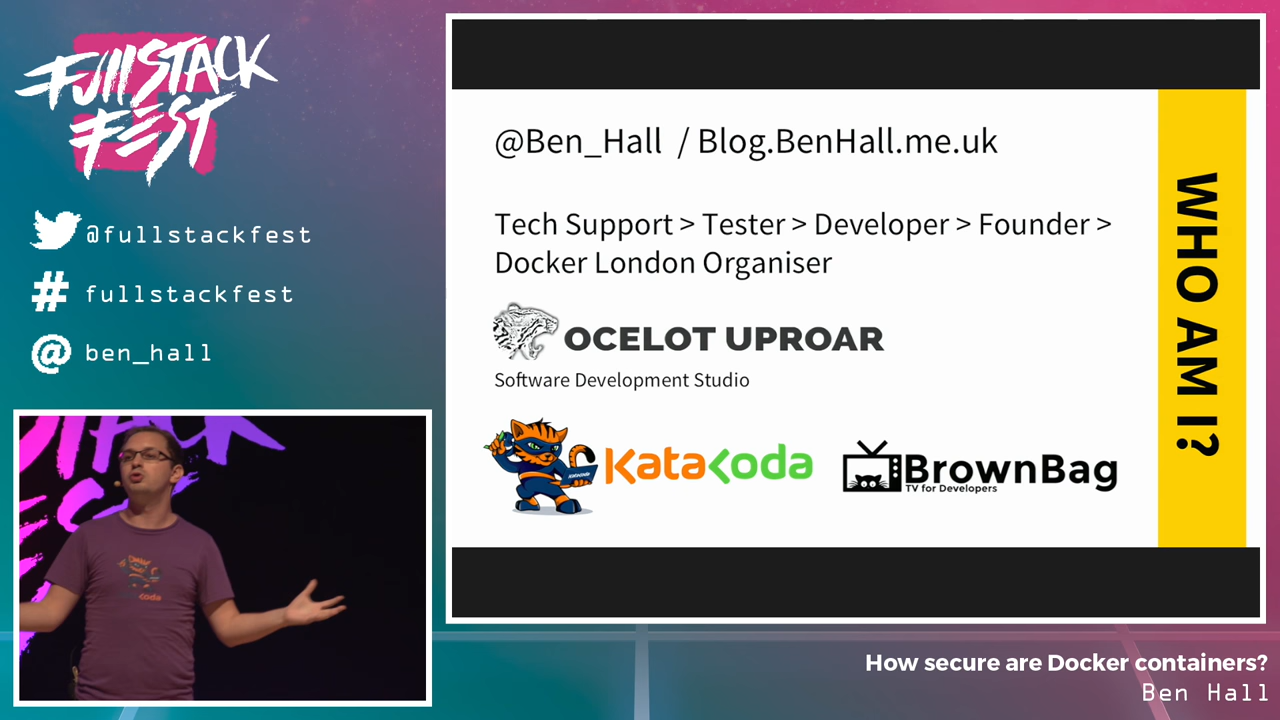 FullSTACK
FEST
@fullstackfest
# fullstackfest
@ ben_hall
@Ben_Hall / Blog.BenHall.me.uk
Tech Support > Tester > Developer > Founder >
Docker London Organiser
OCELOT UPROAR
Software Development Studio
KataKoda
BrownBag
TV for Developers
WHO AM I?
How secure are Docker containers?
Ben Hall